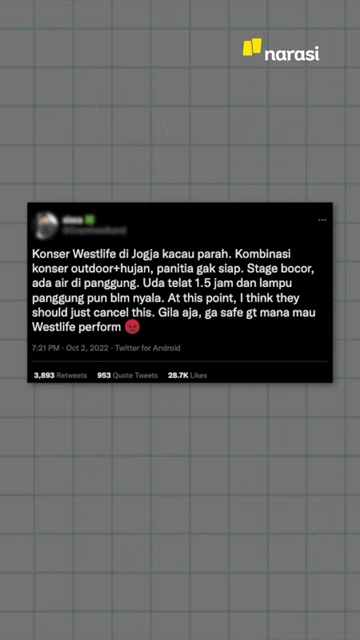 narasi
Konser Westlife di Jogja kacau parah. Kombinasi
konser outdoor+hujan, panitia gak siap. Stage bocor,
ada air di panggung. Uda telat 1.5 jam dan lampu
panggung pun blm nyala. At this point, I think they
should just cancel this. Gila aja, ga safe gt mana mau
Westlife perform
7:21 PM · Oct 2, 2022 · Twitter for Android
3,893 Retweets 953 Quote Tweets 28.7K Likes